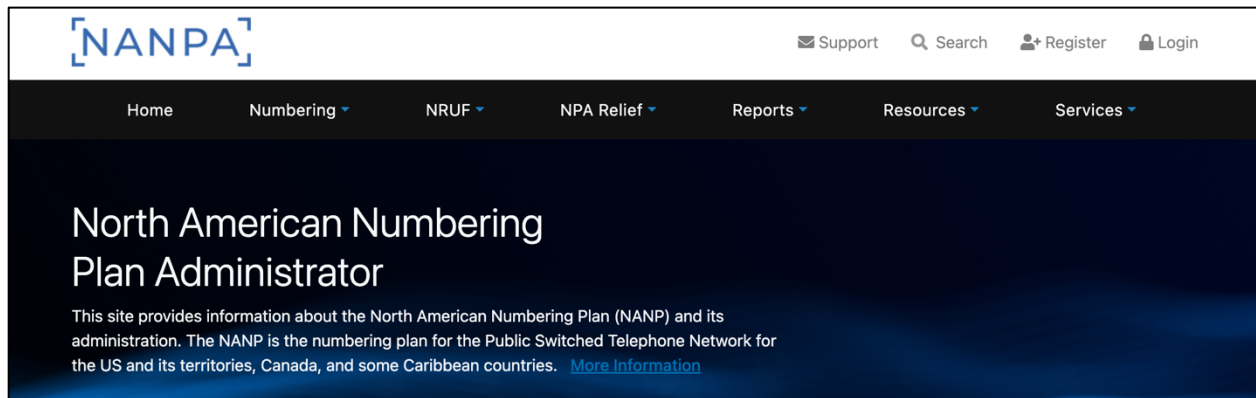 NANPA
Support Search Register Login
Home Numbering NRUF NPA Relief Reports Resources Services
North American Numbering
Plan Administrator
This site provides information about the North American Numbering Plan (NANP) and its
administration. The NANP is the numbering plan for the Public Switched Telephone Network for
the US and its territories, Canada, and some Caribbean countries. More Information